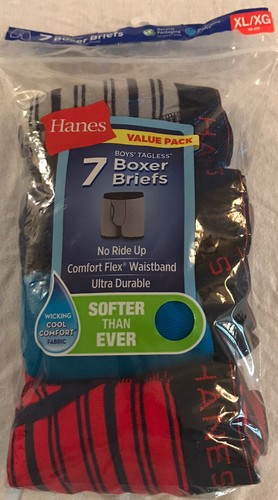 7 Boxer Briefs
XL/XG
Hanes
VALUE PACK
BOYS' TAGLESS
7 Boxer
Briefs
No Ride Up
Comfort Flex® Waistband
Ultra Durable
WICKING
COOL
COMFORT
FABRIC
SOFTER
THAN
EVER
HANES